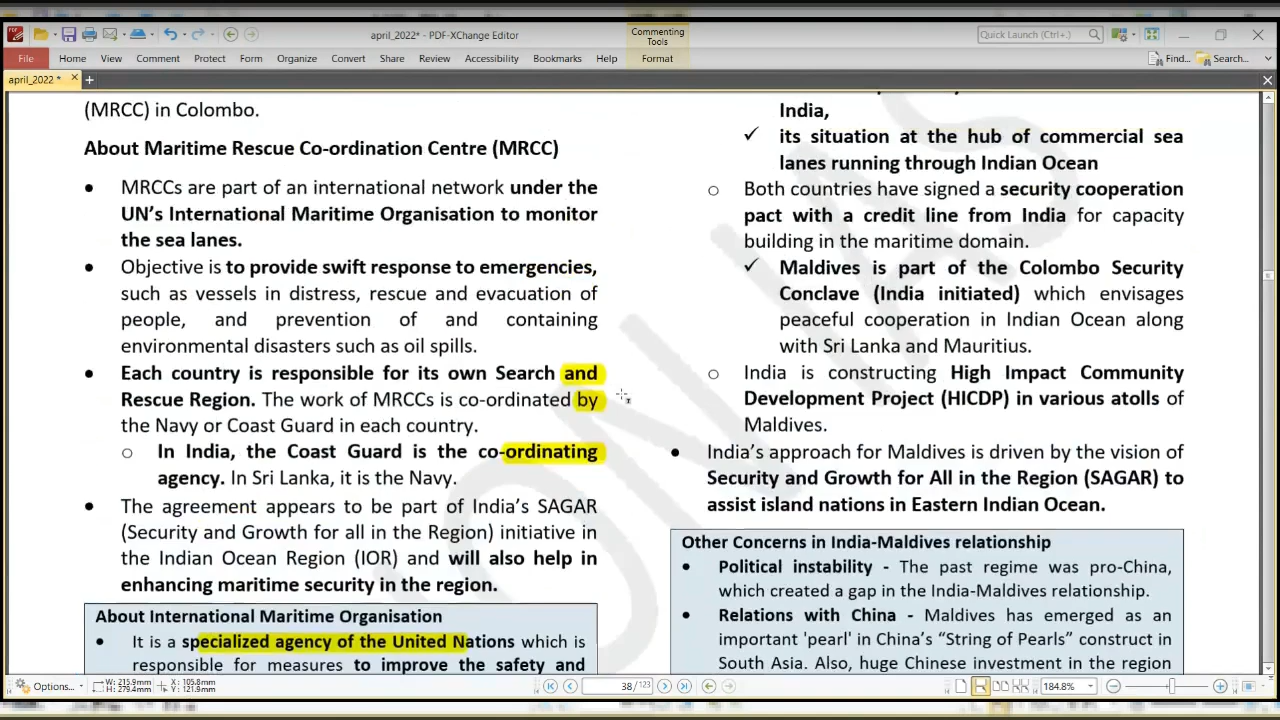 april_2022* - PDF-XChange Editor
Commenting
Tools
Quick Launch (Ctrl+.)
File Home View Comment Protect Form Organize Convert Share Review Accessibility Bookmarks Help Format
Find... Search...
april_2022 *
(MRCC) in Colombo.
About Maritime Rescue Co-ordination Centre (MRCC)
● MRCCs are part of an international network under the
UN's International Maritime Organisation to monitor
the sea lanes.
● Objective is to provide swift response to emergencies,
such as vessels in distress, rescue and evacuation of
people, and prevention of and containing
environmental disasters such as oil spills.
● Each country is responsible for its own Search and
Rescue Region. The work of MRCCs is co-ordinated by
the Navy or Coast Guard in each country.
○ In India, the Coast Guard is the co-ordinating
agency. In Sri Lanka, it is the Navy.
● The agreement appears to be part of India's SAGAR
(Security and Growth for all in the Region) initiative in
the Indian Ocean Region (IOR) and will also help in
enhancing maritime security in the region.
About International Maritime Organisation
● It is a specialized agency of the United Nations which is
responsible for measures to improve the safety and
India,
✓ its situation at the hub of commercial sea
lanes running through Indian Ocean
○ Both countries have signed a security cooperation
pact with a credit line from India for capacity
building in the maritime domain.
✓ Maldives is part of the Colombo Security
Conclave (India initiated) which envisages
peaceful cooperation in Indian Ocean along
with Sri Lanka and Mauritius.
○ India is constructing High Impact Community
Development Project (HICDP) in various atolls of
Maldives.
● India's approach for Maldives is driven by the vision of
Security and Growth for All in the Region (SAGAR) to
assist island nations in Eastern Indian Ocean.
Other Concerns in India-Maldives relationship
● Political instability - The past regime was pro-China,
which created a gap in the India-Maldives relationship.
● Relations with China - Maldives has emerged as an
important 'pearl' in China's "String of Pearls" construct in
South Asia. Also, huge Chinese investment in the region
Options... W: 215.9mm X: 105.8mm 38 /123 184.8%
H: 279.4mm Y: 121.9mm